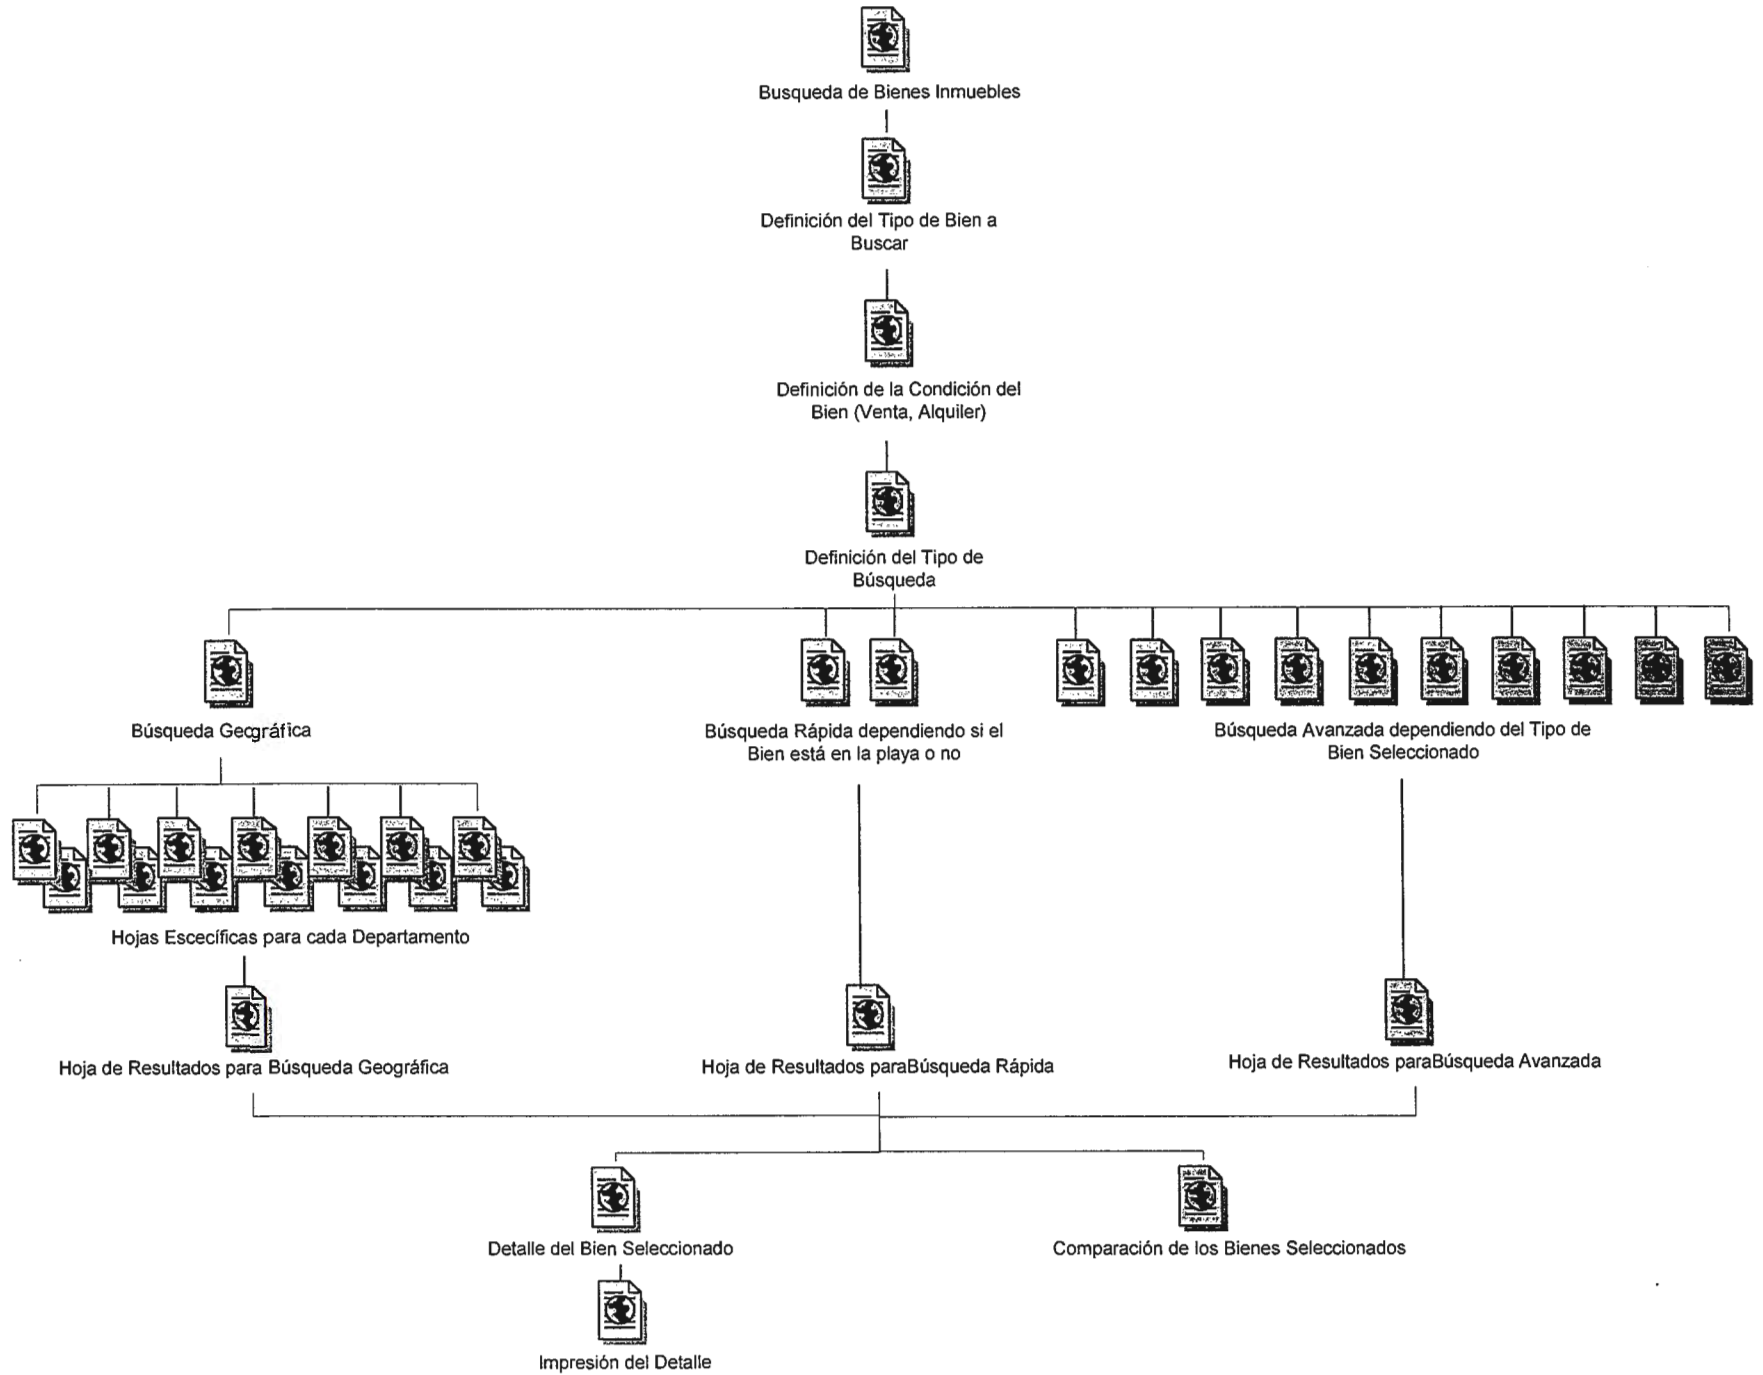 Busqueda de Bienes Inmuebles
Definición del Tipo de Bien a
Buscar
Definición de la Condición del
Bien (Venta, Alquiler)
Definición del Tipo de
Búsqueda
Búsqueda Geográfica
Búsqueda Rápida dependiendo si el
Bien está en la playa o no
Búsqueda Avanzada dependiendo del Tipo de
Bien Seleccionado
Hojas Escecíficas para cada Departamento
Hoja de Resultados para Búsqueda Geográfica
Hoja de Resultados paraBúsqueda Rápida
Hoja de Resultados paraBúsqueda Avanzada
Detalle del Bien Seleccionado
Comparación de los Bienes Seleccionados
Impresión del Detalle